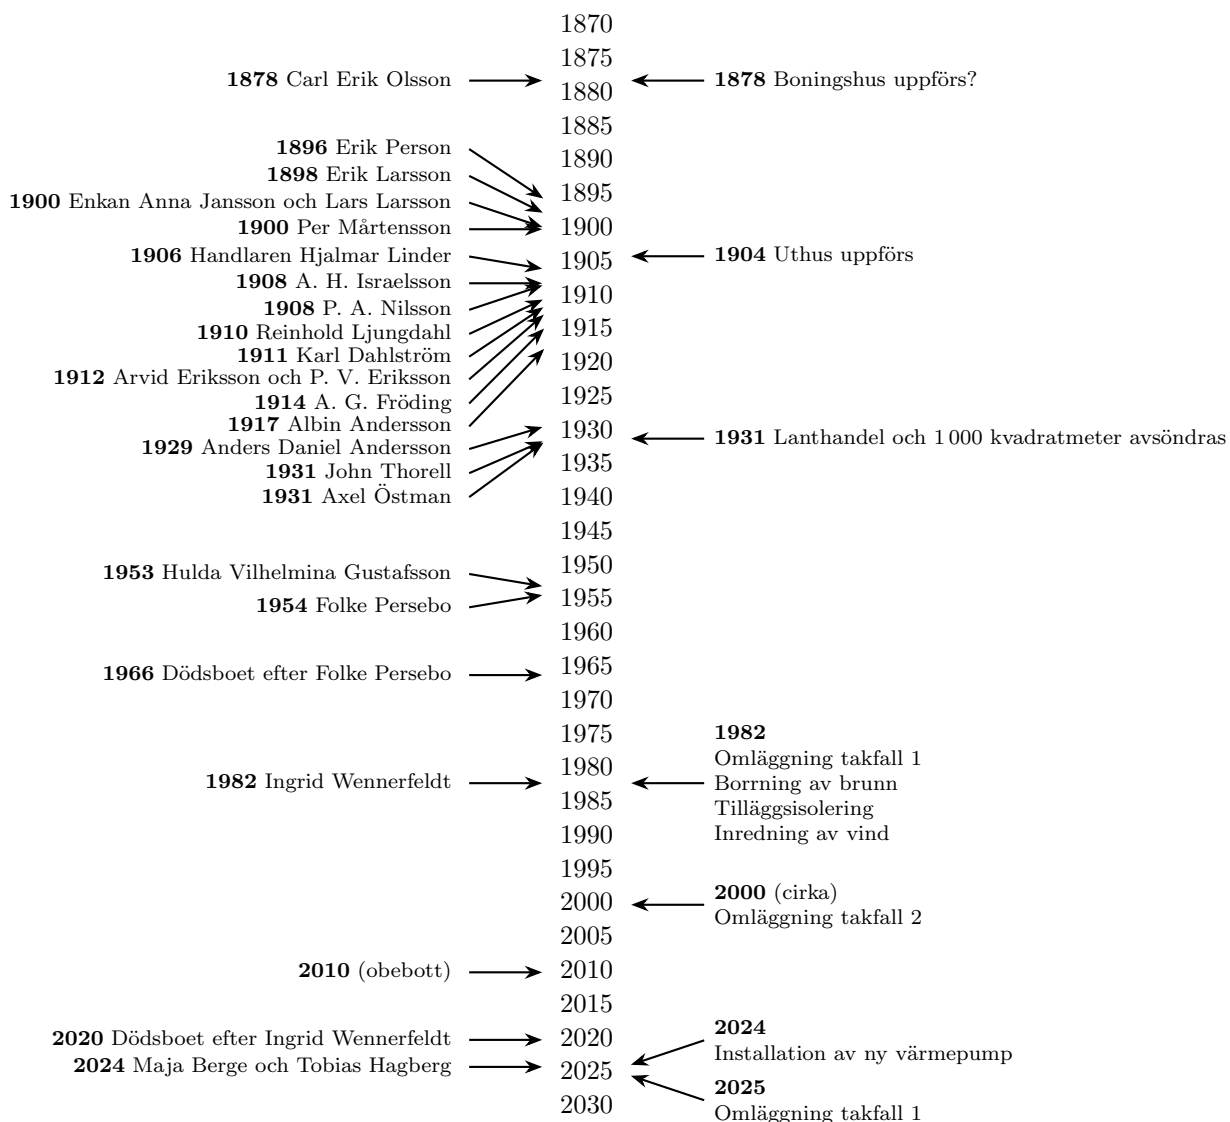 1870
1875
1878 Carl Erik Olsson
1878 Boningshus uppförs?
1880
1885
1896 Erik Person
1890
1898 Erik Larsson
1895
1900 Enkan Anna Jansson och Lars Larsson
1900 Per Mårtensson
1900
1906 Handlaren Hjalmar Linder
1904 Uthus uppförs
1905
1908 A. H. Israelsson
1910
1908 P. A. Nilsson
1910 Reinhold Ljungdahl
1915
1911 Karl Dahlström
1920
1912 Arvid Eriksson och P. V. Eriksson
1925
1914 A. G. Fröding
1917 Albin Andersson
1930
1931 Lanthandel och 1 000 kvadratmeter avsöndras
1929 Anders Daniel Andersson
1935
1931 John Thorell
1931 Axel Östman
1940
1945
1950
1953 Hulda Vilhelmina Gustafsson
1955
1954 Folke Persebo
1960
1965
1966 Dödsboet efter Folke Persebo
1970
1975
1982
Omläggning takfall 1
1980
1982 Ingrid Wennerfeldt
Borrning av brunn
1985
Tilläggsisolering
1990
Inredning av vind
1995
2000 (cirka)
2000
Omläggning takfall 2
2005
2010 (obebott)
2010
2015
2024
2020 Dödsboet efter Ingrid Wennerfeldt
2020
Installation av ny värmepump
2024 Maja Berge och Tobias Hagberg
2025
2025
2030
Omläggning takfall 1